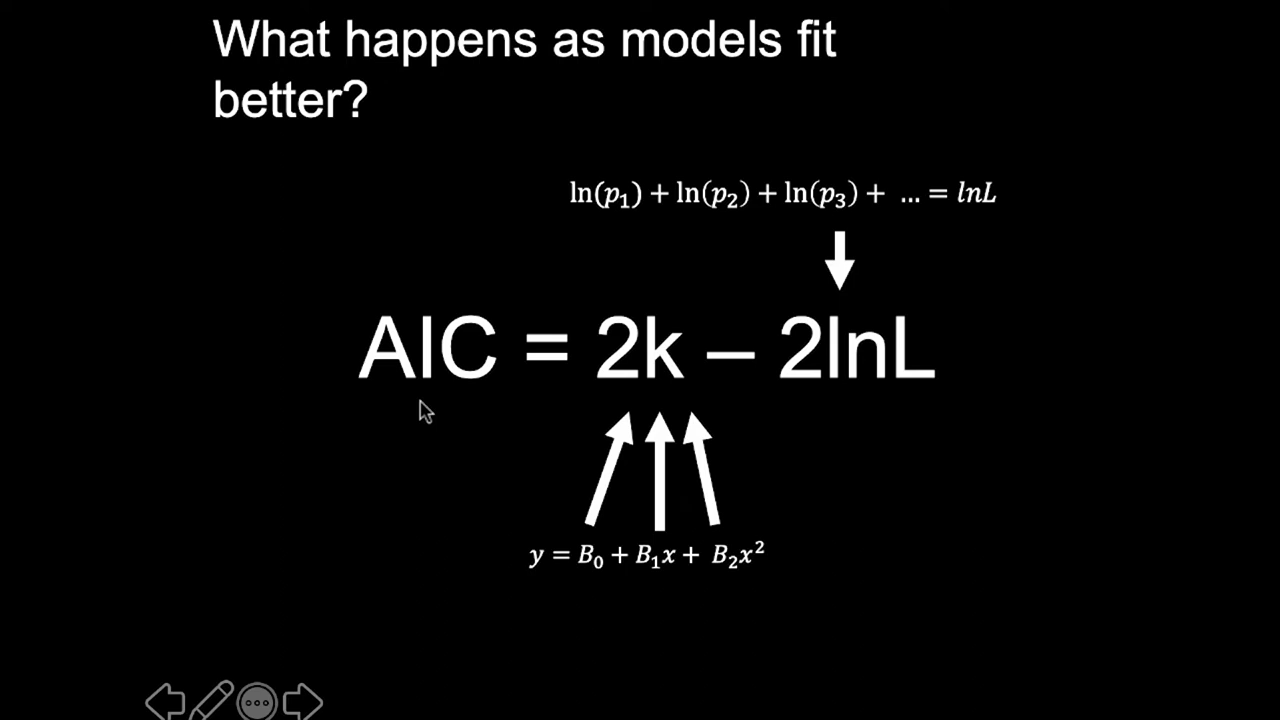 What happens as models fit
better?
ln(p₁) + ln(p₂) + ln(p₃) + ... = lnL
AIC = 2k – 2lnL
y = B₀ + B₁x + B₂x²